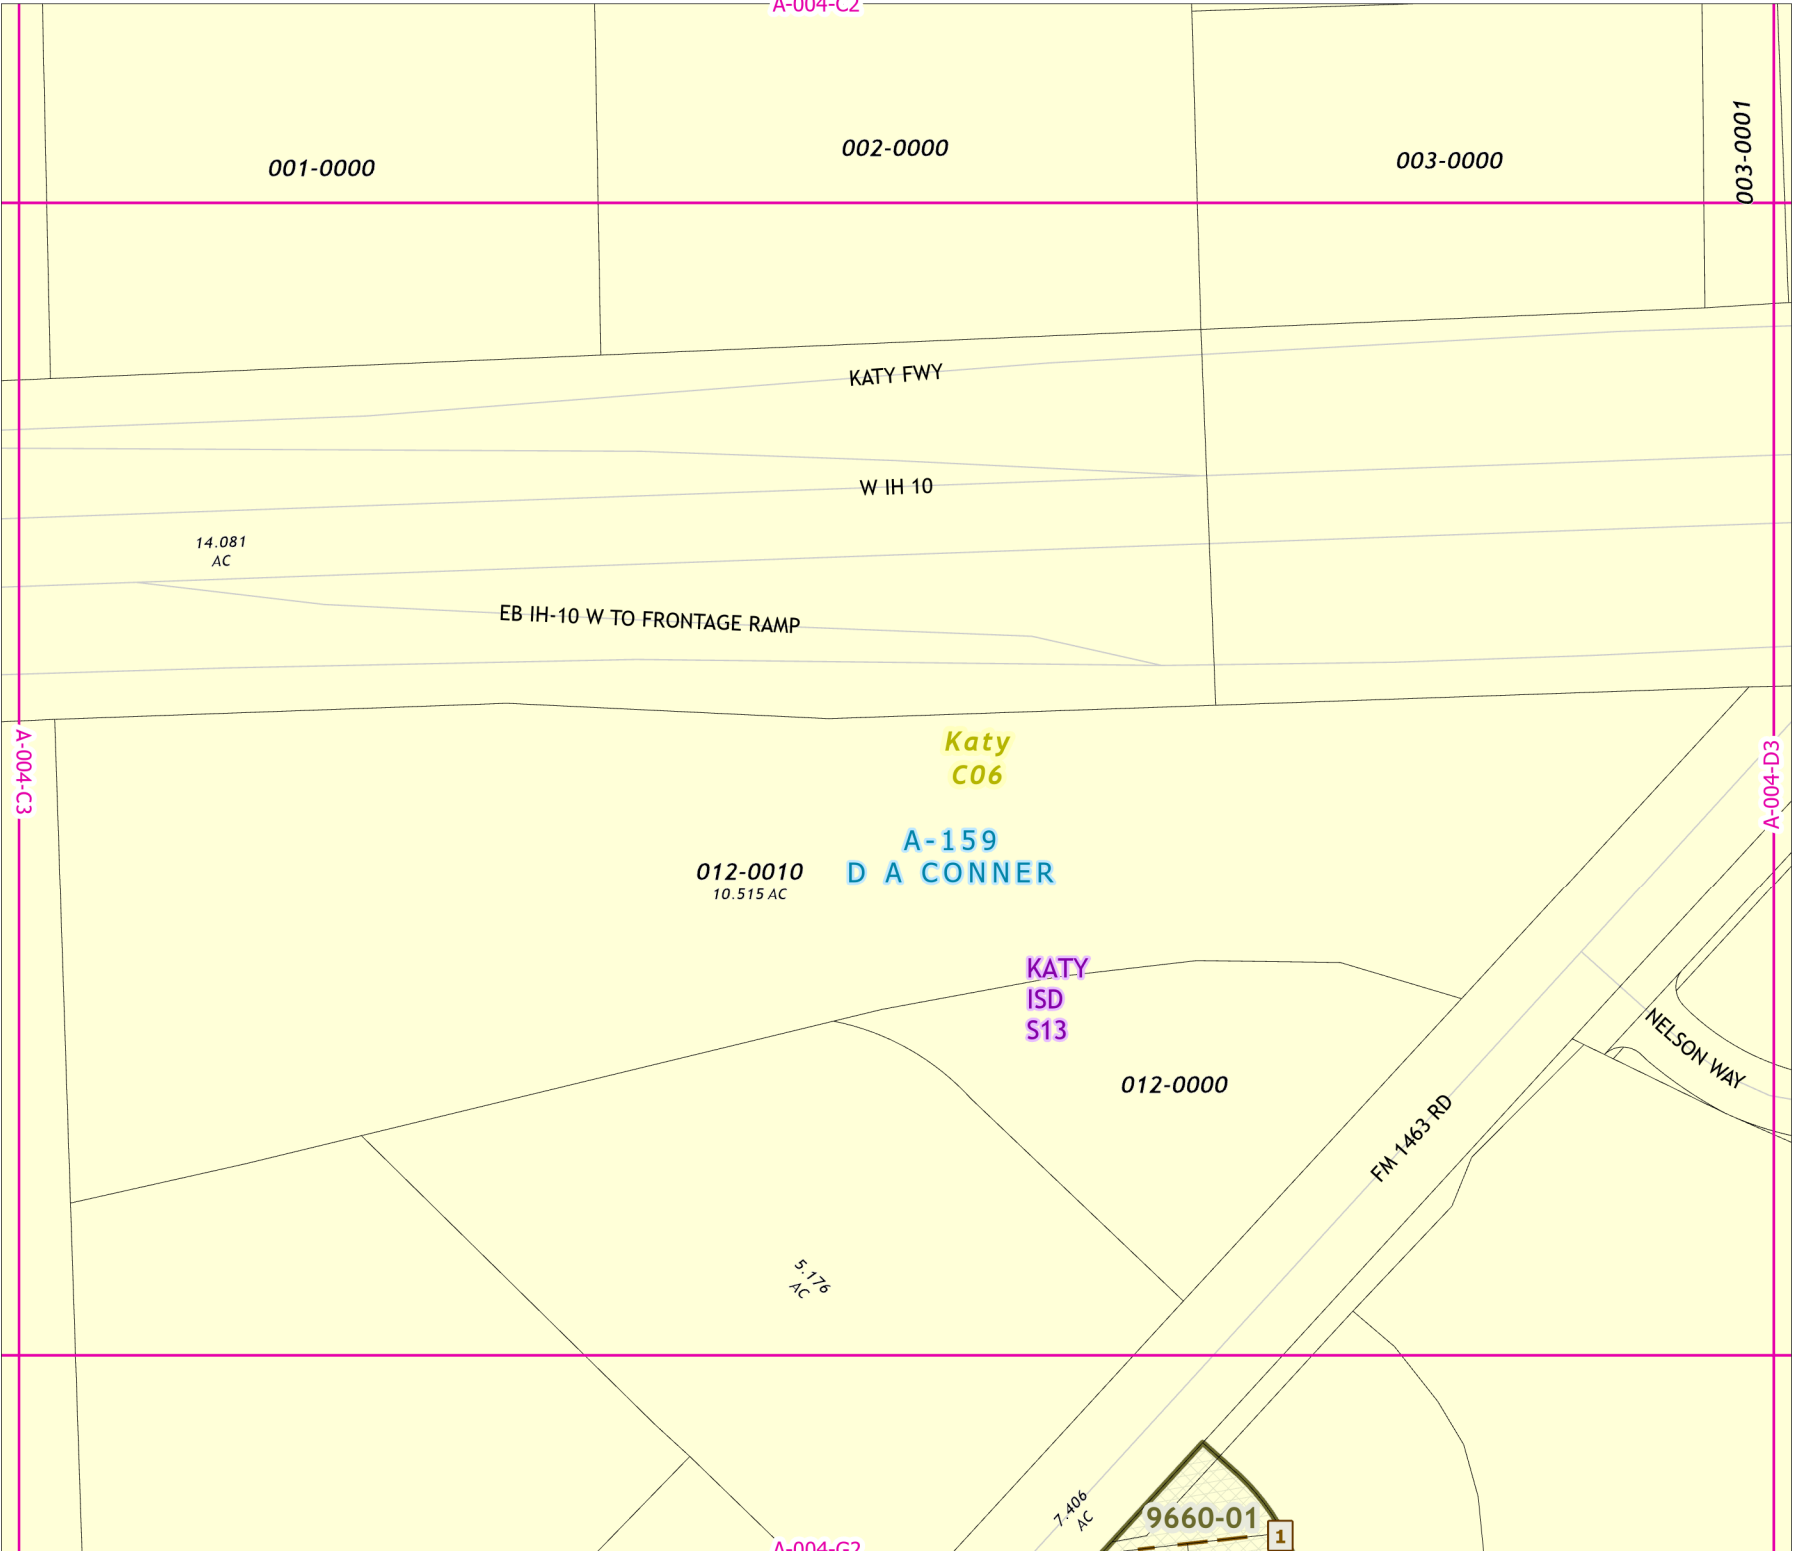 A-004-C2
001-0000
002-0000
003-0000
003-0001
KATY FWY
W IH 10
14.081
AC
EB IH-10 W TO FRONTAGE RAMP
A-004-C3
Katy
C06
A-004-D3
A-159
D A CONNER
012-0010
10.515 AC
KATY
ISD
S13
NELSON WAY
012-0000
FM 1463 RD
5.176
AC
7.406
AC
9660-01
1
A-004-G2